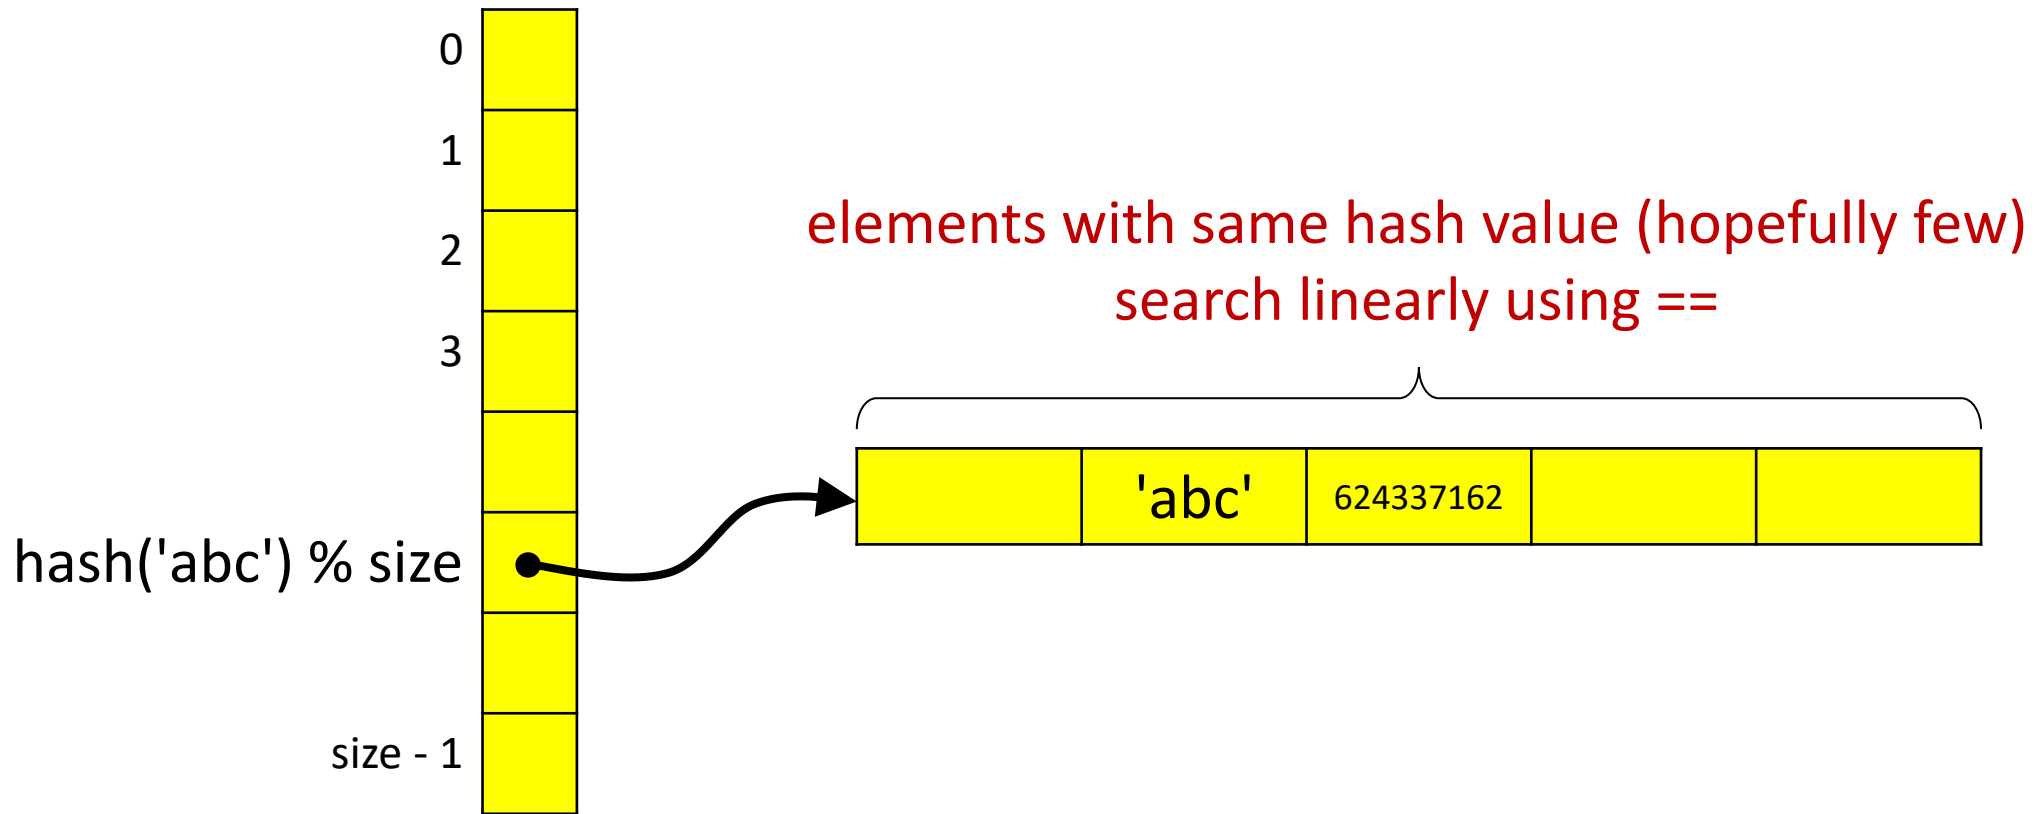 0
1
2
3
elements with same hash value (hopefully few)
search linearly using ==
'abc'
624337162
hash('abc') % size
size - 1